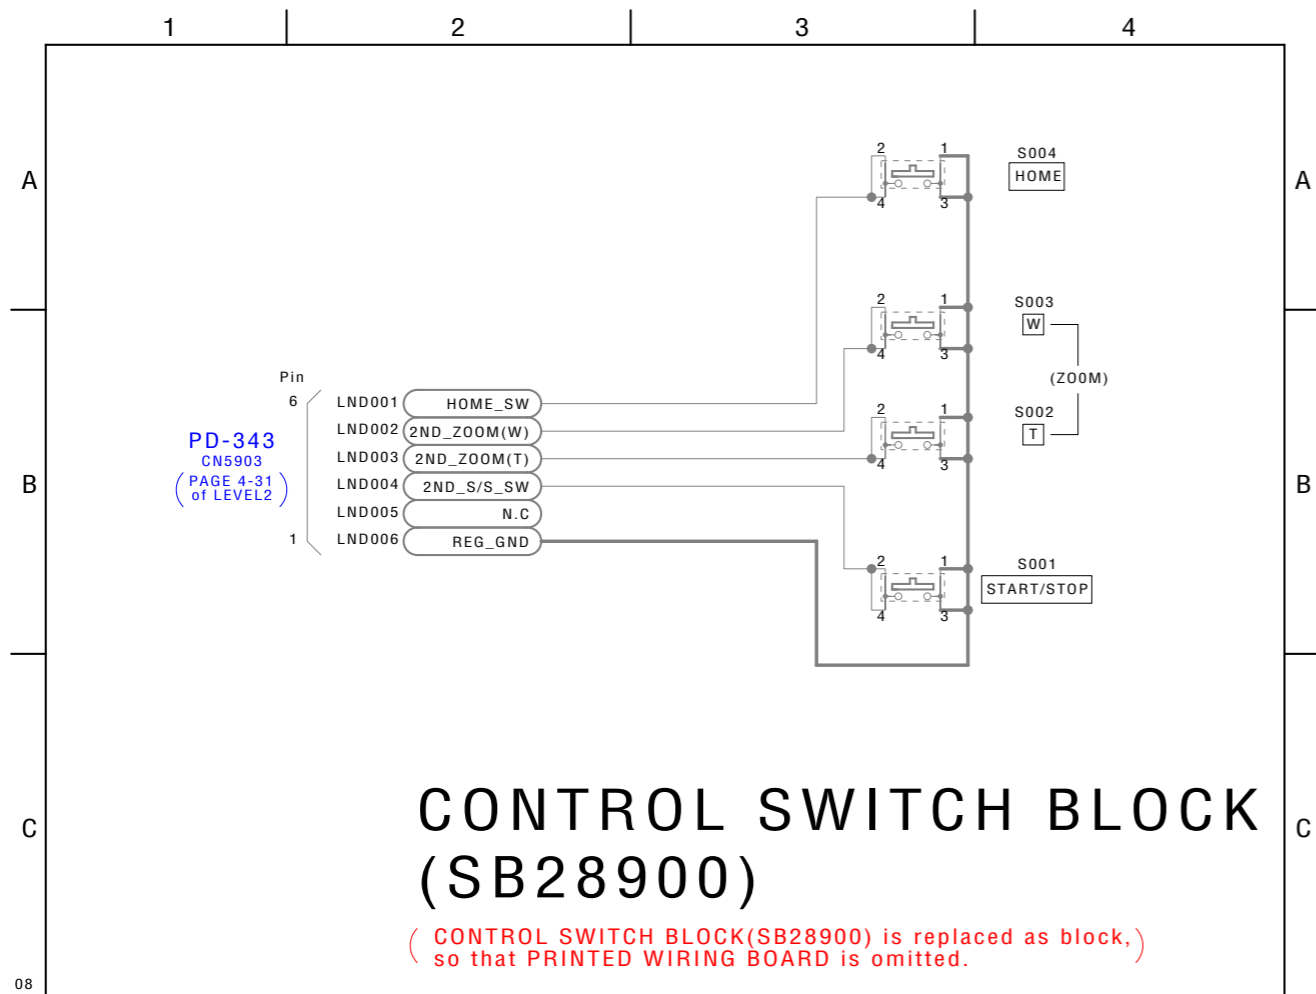 1 2 3 4
A A
2 1 S004
HOME
4 3
2 1 S003
W
4 3
(ZOOM)
Pin
6 LND001 HOME_SW
LND002 2ND_ZOOM(W)
2 1 S002
T
PD-343
CN5903
(PAGE 4-31
of LEVEL2)
LND003 2ND_ZOOM(T)
4 3
B B
LND004 2ND_S/S_SW
LND005 N.C
1 LND006 REG_GND
2 1 S001
START/STOP
4 3
C C
CONTROL SWITCH BLOCK
(SB28900)
( CONTROL SWITCH BLOCK(SB28900) is replaced as block,
so that PRINTED WIRING BOARD is omitted. )
08